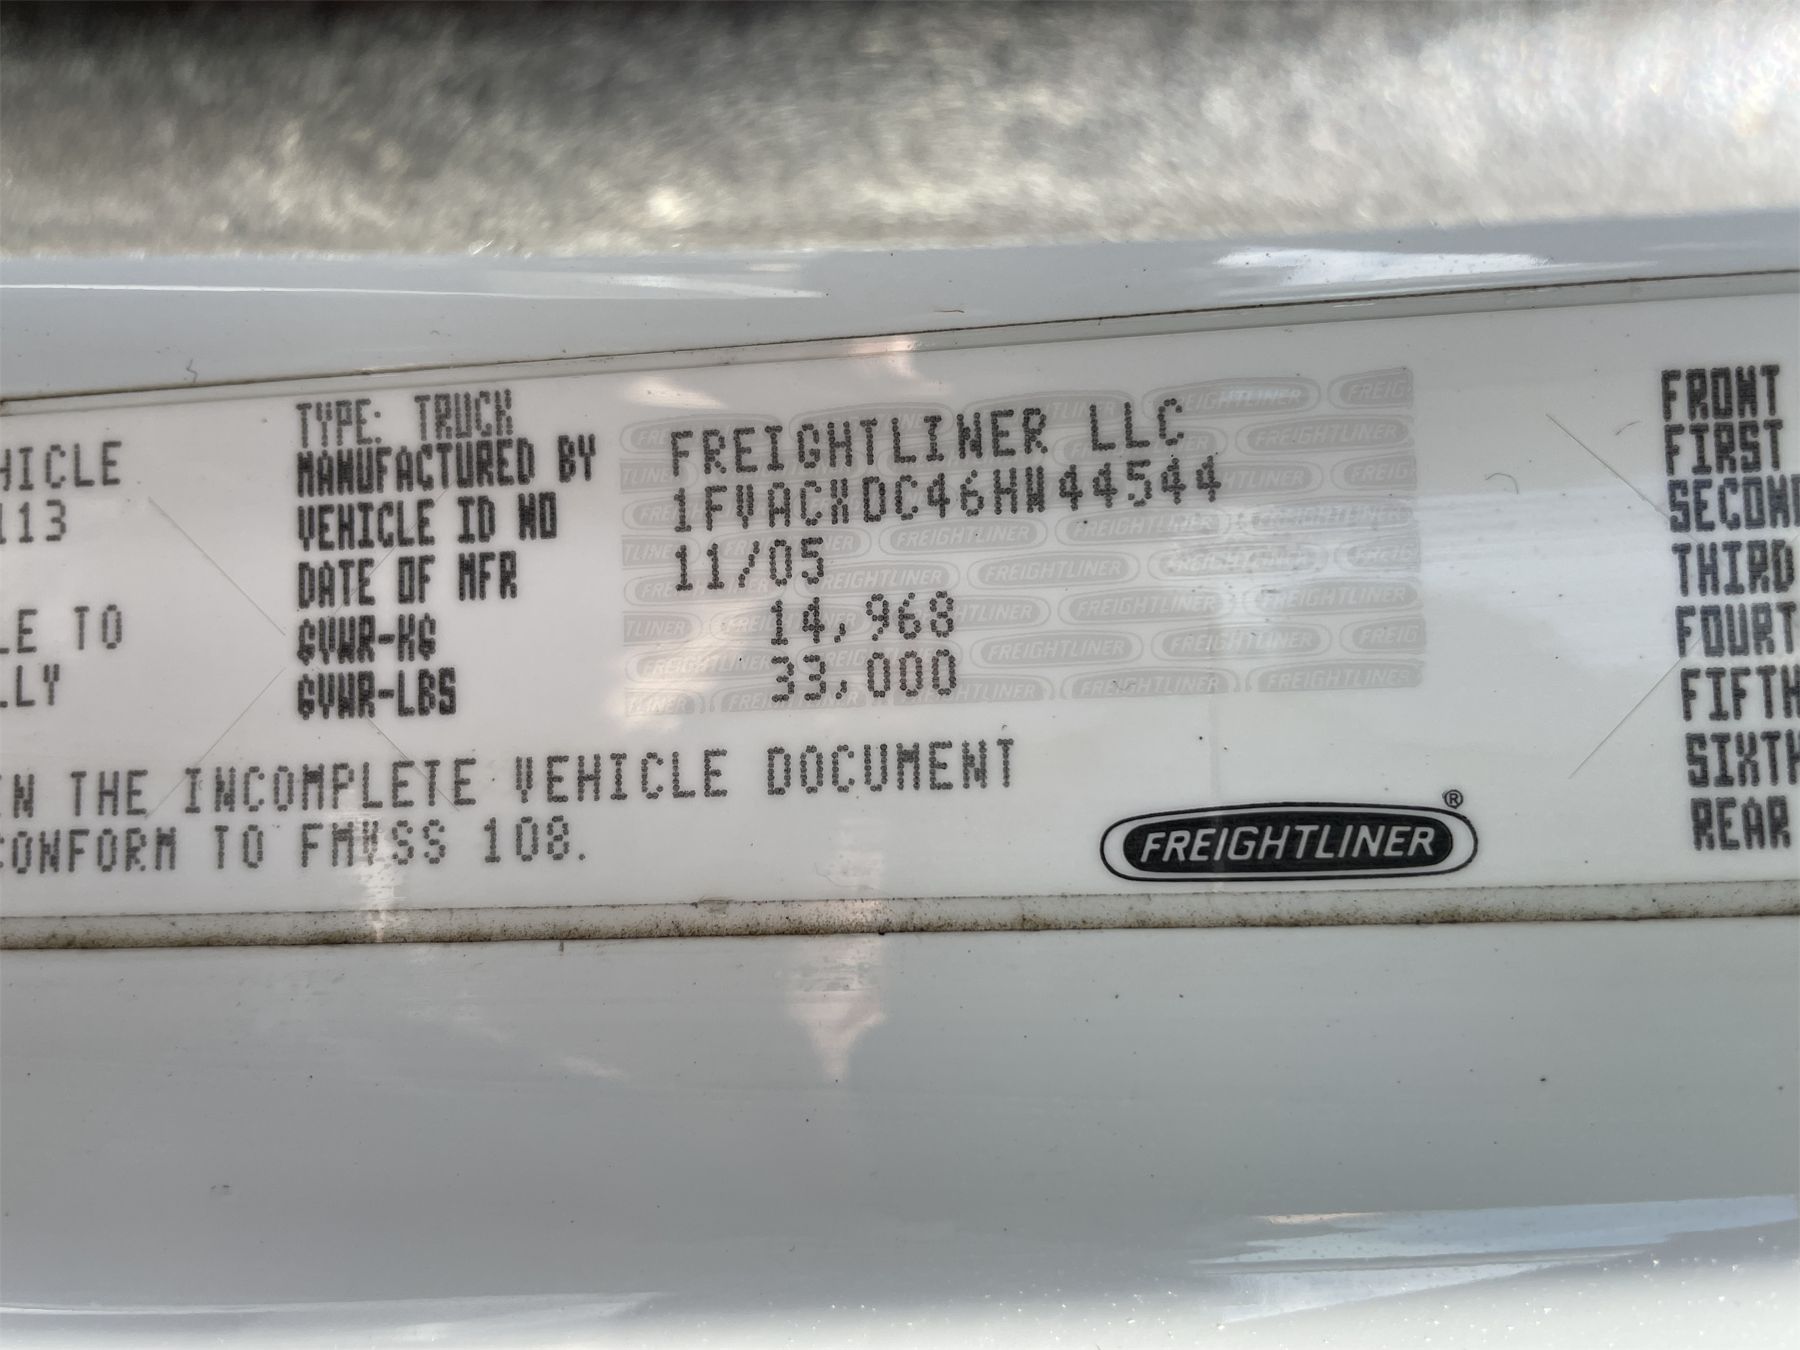 HICLE
113
LE TO
LLY
TYPE: TRUCK
MANUFACTURED BY FREIGHTLINER LLC
VEHICLE ID NO 1FVACXDC46HW44544
DATE OF MFR 11/05
GVWR-KG 14,968
GVWR-LBS 33,000
IN THE INCOMPLETE VEHICLE DOCUMENT
CONFORM TO FMVSS 108.
FREIGHTLINER®
FRONT
FIRST
SECOND
THIRD
FOURT
FIFTH
SIXTH
REAR